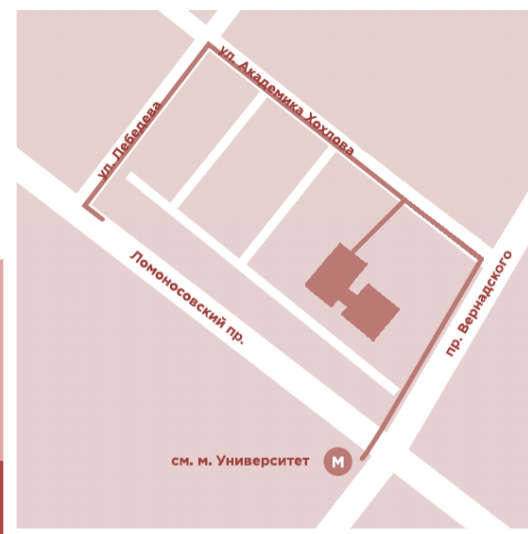 ул. Академика Хохлова
ул. Лебедева
Ломоносовский пр.
пр. Вернадского
см. м. Университет
М